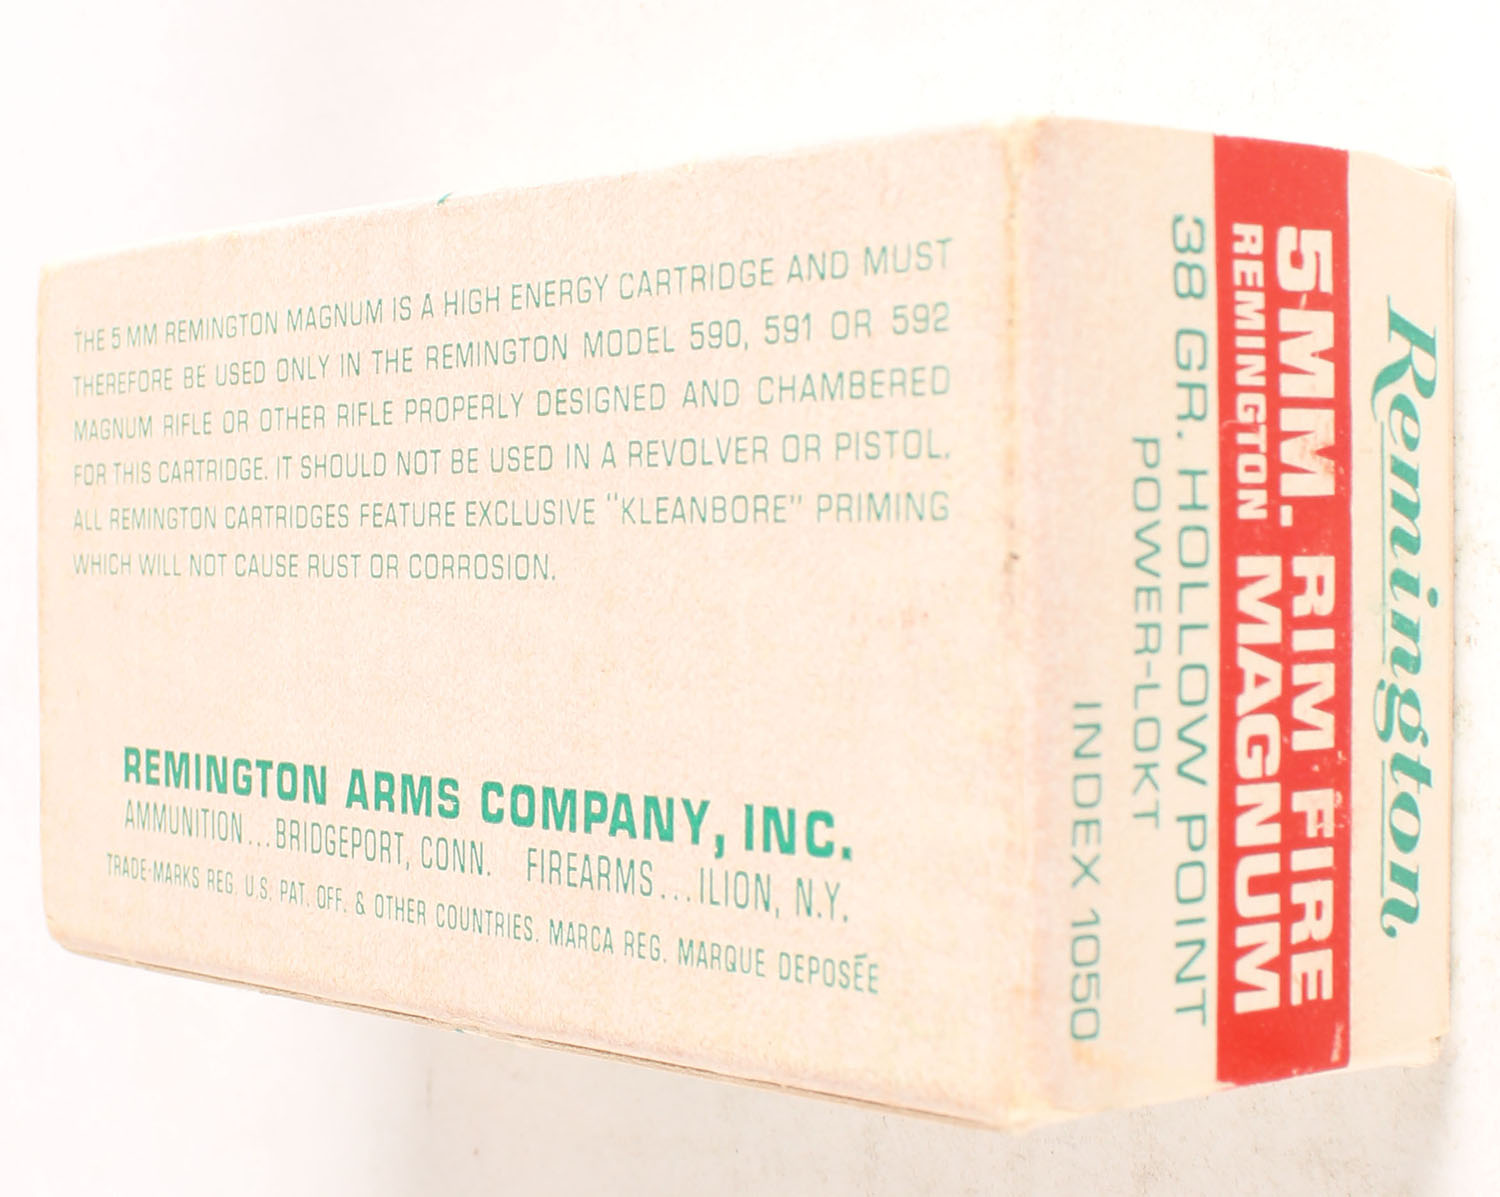 THE 5 MM REMINGTON MAGNUM IS A HIGH ENERGY CARTRIDGE AND MUST
THEREFORE BE USED ONLY IN THE REMINGTON MODEL 590, 591 OR 592
MAGNUM RIFLE OR OTHER RIFLE PROPERLY DESIGNED AND CHAMBERED
FOR THIS CARTRIDGE. IT SHOULD NOT BE USED IN A REVOLVER OR PISTOL.
ALL REMINGTON CARTRIDGES FEATURE EXCLUSIVE "KLEANBORE" PRIMING
WHICH WILL NOT CAUSE RUST OR CORROSION.
REMINGTON ARMS COMPANY, INC.
AMMUNITION...BRIDGEPORT, CONN. FIREARMS...ILION, N.Y.
TRADE-MARKS REG. U.S. PAT. OFF. & OTHER COUNTRIES. MARCA REG. MARQUE DEPOSÉE
Remington
5MM. RIM FIRE
REMINGTON MAGNUM
38 GR. HOLLOW POINT
POWER-LOKT
INDEX 1050